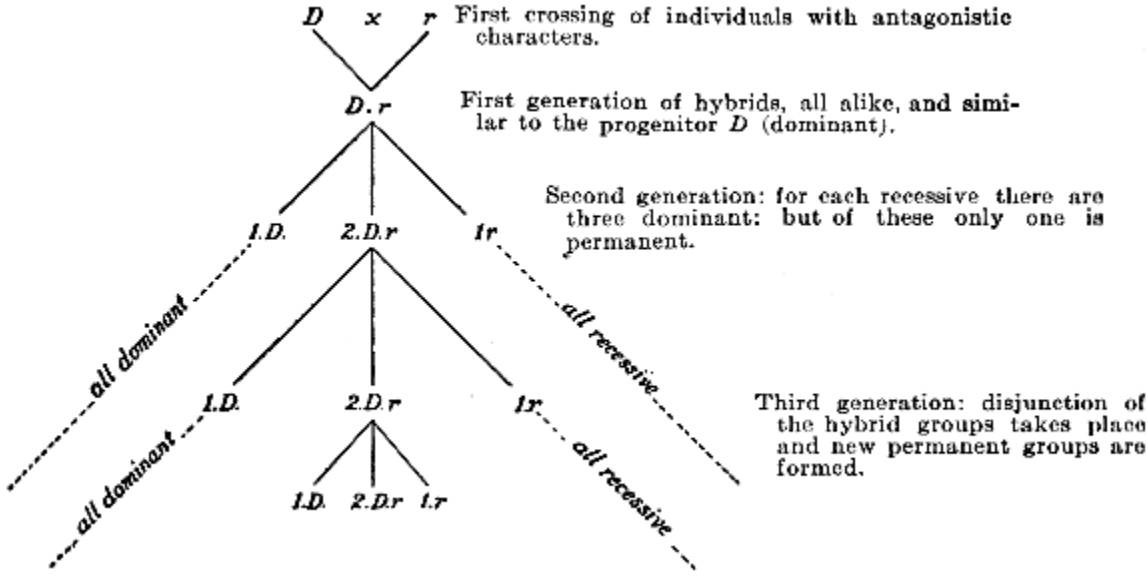 D x r
First crossing of individuals with antagonistic
characters.
D.r
First generation of hybrids, all alike, and simi-
lar to the progenitor D (dominant).
Second generation: for each recessive there are
three dominant: but of these only one is
permanent.
1.D. 2.D.r 1r
all dominant
all recessive
1.D. 2.D.r 1r
Third generation: disjunction of
the hybrid groups takes place
and new permanent groups are
formed.
all dominant
all recessive
1.D. 2.D.r 1.r